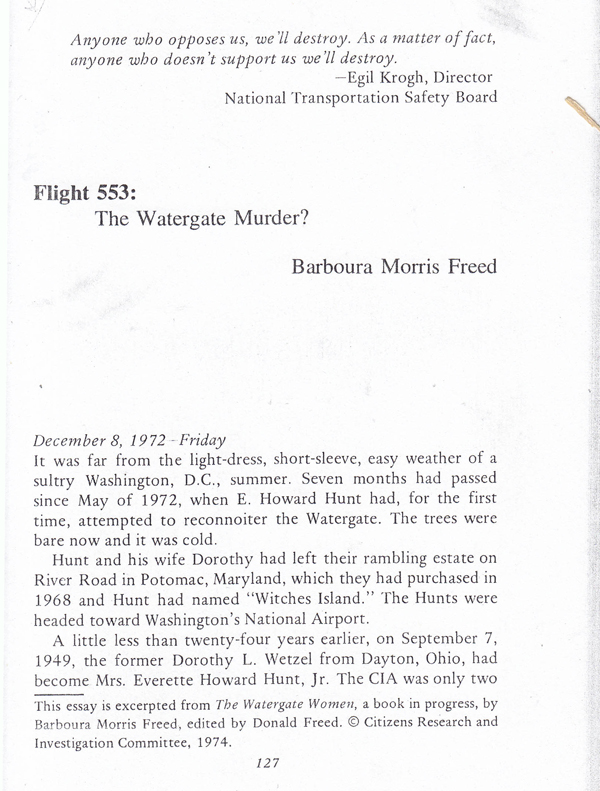 Anyone who opposes us, we'll destroy. As a matter of fact,
anyone who doesn't support us we'll destroy.
—Egil Krogh, Director
National Transportation Safety Board
Flight 553:
The Watergate Murder?
Barboura Morris Freed
December 8, 1972 – Friday
It was far from the light-dress, short-sleeve, easy weather of a
sultry Washington, D.C., summer. Seven months had passed
since May of 1972, when E. Howard Hunt had, for the first
time, attempted to reconnoiter the Watergate. The trees were
bare now and it was cold.
Hunt and his wife Dorothy had left their rambling estate on
River Road in Potomac, Maryland, which they had purchased in
1968 and Hunt had named "Witches Island." The Hunts were
headed toward Washington's National Airport.
A little less than twenty-four years earlier, on September 7,
1949, the former Dorothy L. Wetzel from Dayton, Ohio, had
become Mrs. Everette Howard Hunt, Jr. The CIA was only two
This essay is excerpted from The Watergate Women, a book in progress, by
Barboura Morris Freed, edited by Donald Freed. © Citizens Research and
Investigation Committee, 1974.
127